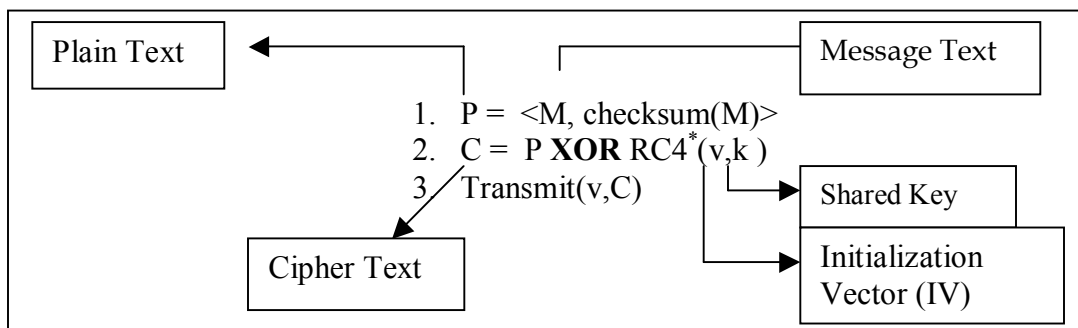 Plain Text
Message Text
1. P = <M, checksum(M)>
2. C = P XOR RC4*(v,k )
3. Transmit(v,C)
Shared Key
Cipher Text
Initialization
Vector (IV)